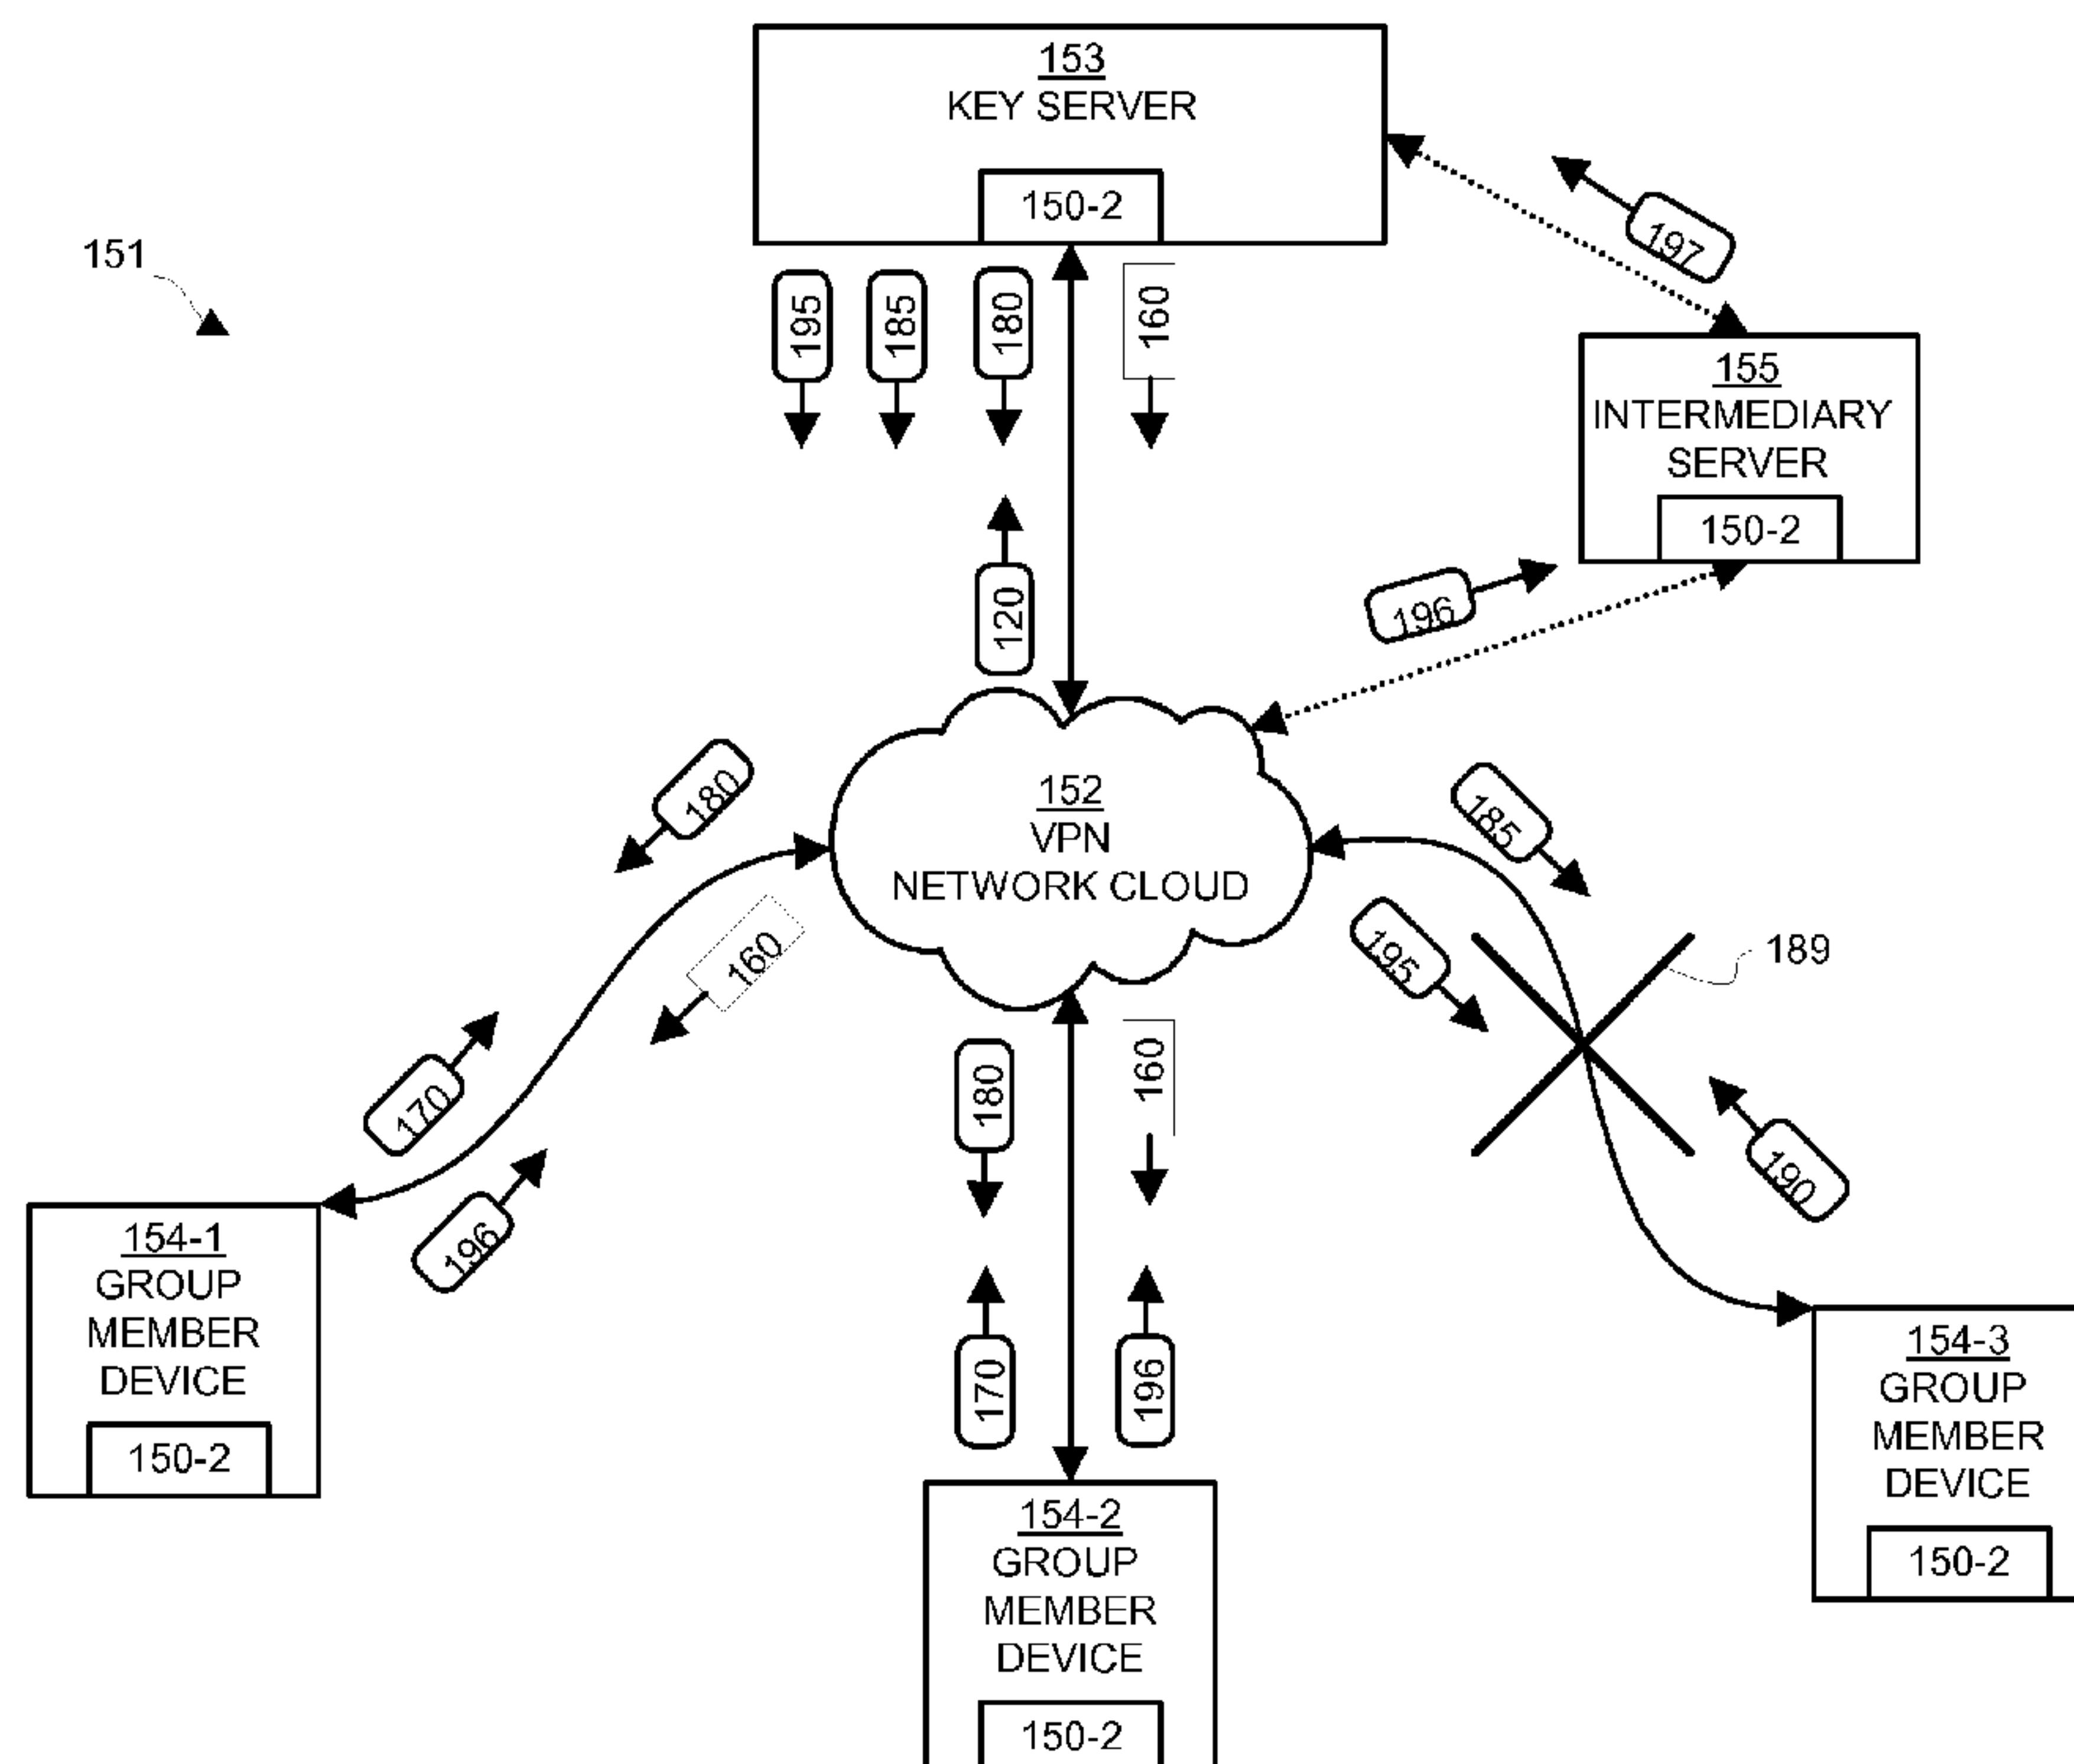 153
KEY SERVER
150-2
151
195
185
180
160
197
155
INTERMEDIARY
SERVER
150-2
120
196
180
152
VPN
NETWORK CLOUD
185
160
195
189
170
180
160
190
196
154-1
GROUP
MEMBER
DEVICE
150-2
170
196
154-3
GROUP
MEMBER
DEVICE
150-2
154-2
GROUP
MEMBER
DEVICE
150-2